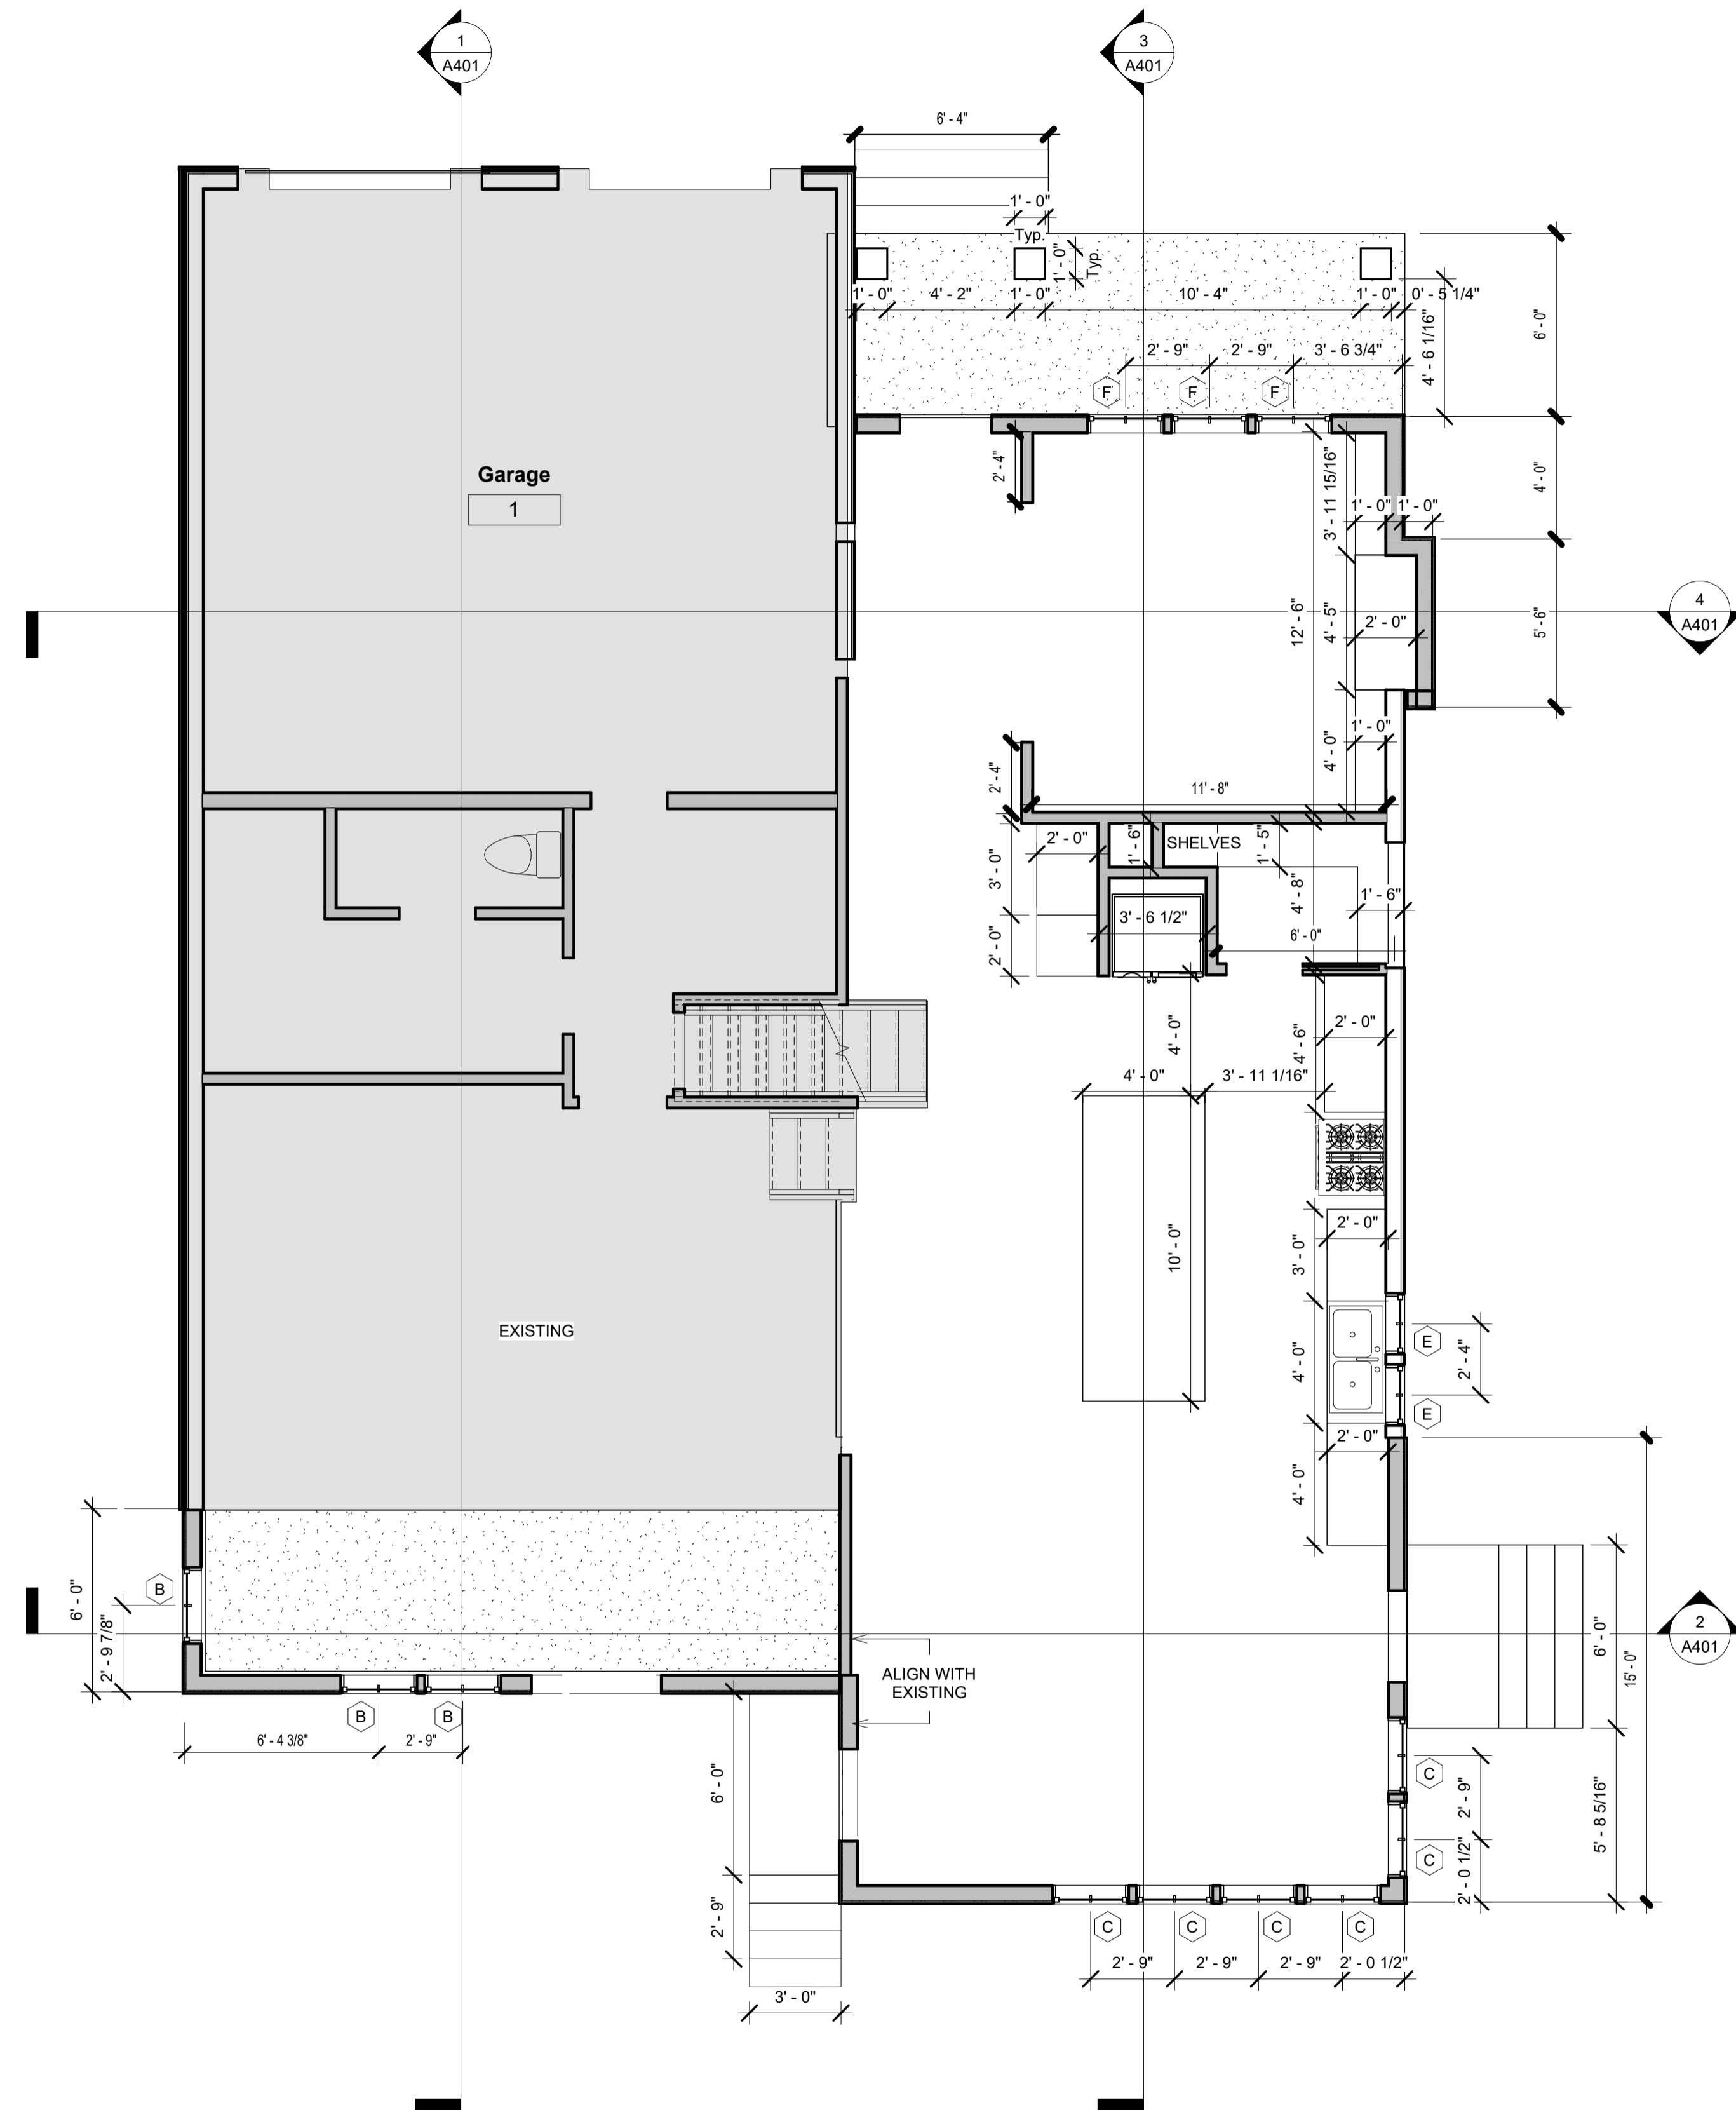 1
A401
3
A401
6' - 4"
1' - 0"
Typ.
1' - 0"
Typ.
1' - 0"
4' - 2"
1' - 0"
10' - 4"
1' - 0"
0' - 5 1/4"
4' - 6 1/16"
6' - 0"
2' - 9"
2' - 9"
3' - 6 3/4"
F
F
F
Garage
1
2' - 4"
3' - 11 15/16"
1' - 0"
1' - 0"
4' - 0"
12' - 6"
4' - 5"
2' - 0"
5' - 6"
4
A401
1' - 0"
4' - 0"
2' - 4"
11' - 8"
2' - 0"
1' - 6"
SHELVES
1' - 5"
3' - 0"
4' - 8"
1' - 6"
3' - 6 1/2"
6' - 0"
2' - 0"
4' - 0"
4' - 6"
2' - 0"
4' - 0"
3' - 11 1/16"
2' - 0"
3' - 0"
10' - 0"
EXISTING
E
2' - 4"
4' - 0"
E
2' - 0"
4' - 0"
B
6' - 0"
2' - 9 7/8"
6' - 0"
15' - 0"
2
A401
ALIGN WITH
EXISTING
B
B
6' - 4 3/8"
2' - 9"
6' - 0"
C
2' - 9"
5' - 8 5/16"
C
2' - 0 1/2"
2' - 9"
C
C
C
C
2' - 9"
2' - 9"
2' - 9"
2' - 0 1/2"
3' - 0"